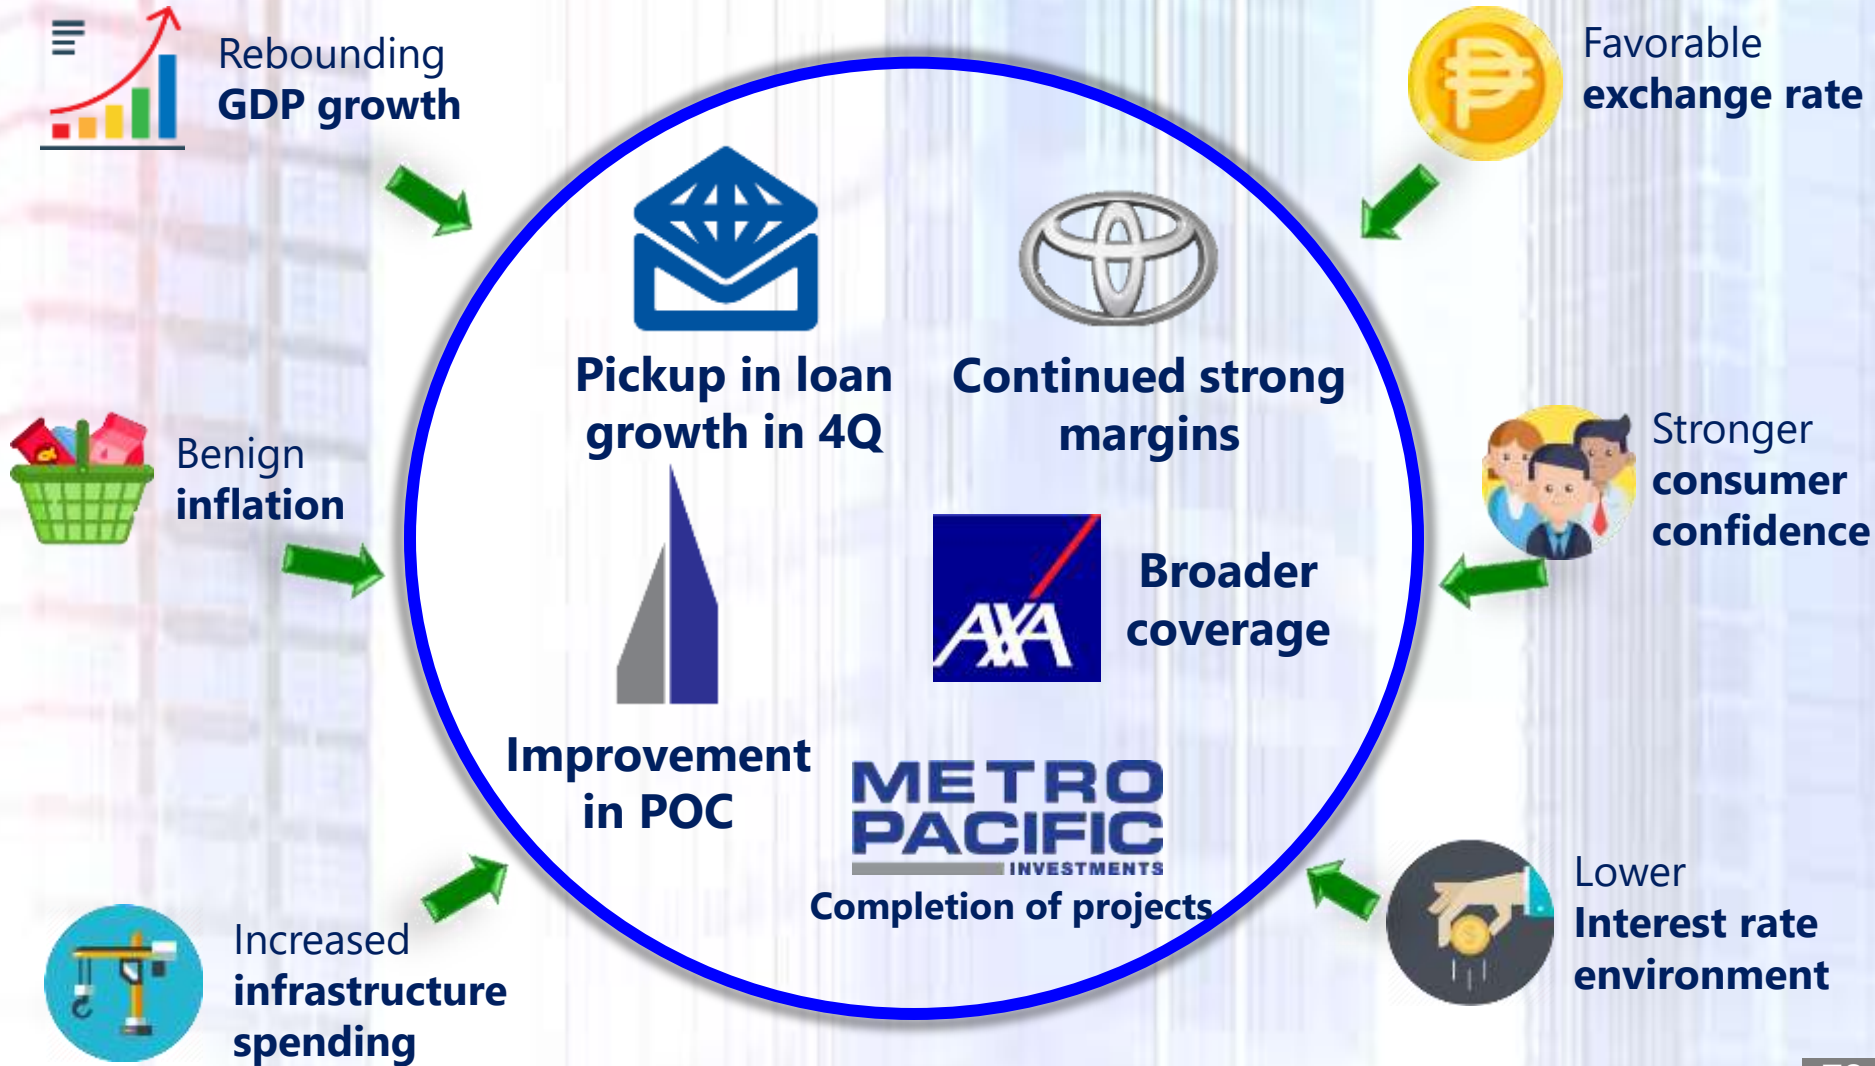 Rebounding
GDP growth
Favorable
exchange rate
Pickup in loan
growth in 4Q
Continued strong
margins
Benign
inflation
Stronger
consumer
confidence
AXA
Broader
coverage
Improvement
in POC
METRO
PACIFIC
INVESTMENTS
Completion of projects
Increased
infrastructure
spending
Lower
Interest rate
environment